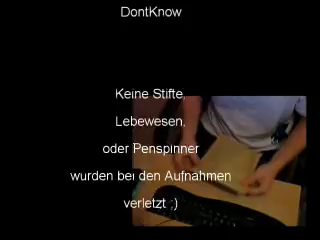 DontKnow
Keine Stifte,
Lebewesen,
oder Penspinner
wurden bei den Aufnahmen
verletzt ;)